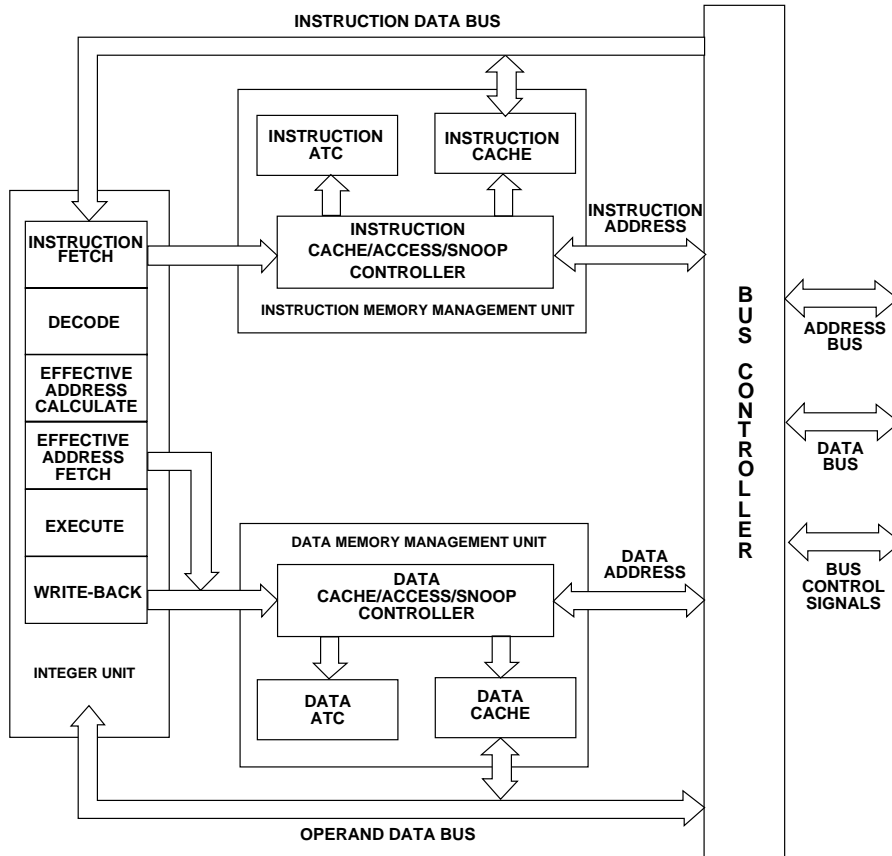 INSTRUCTION DATA BUS
INSTRUCTION
ATC
INSTRUCTION
CACHE
INSTRUCTION
CACHE/ACCESS/SNOOP
CONTROLLER
INSTRUCTION MEMORY MANAGEMENT UNIT
INSTRUCTION
ADDRESS
INSTRUCTION
FETCH
DECODE
EFFECTIVE
ADDRESS
CALCULATE
EFFECTIVE
ADDRESS
FETCH
EXECUTE
WRITE-BACK
INTEGER UNIT
DATA MEMORY MANAGEMENT UNIT
DATA
CACHE/ACCESS/SNOOP
CONTROLLER
DATA
ATC
DATA
CACHE
DATA
ADDRESS
OPERAND DATA BUS
BUS CONTROLLER
ADDRESS
BUS
DATA
BUS
BUS
CONTROL
SIGNALS